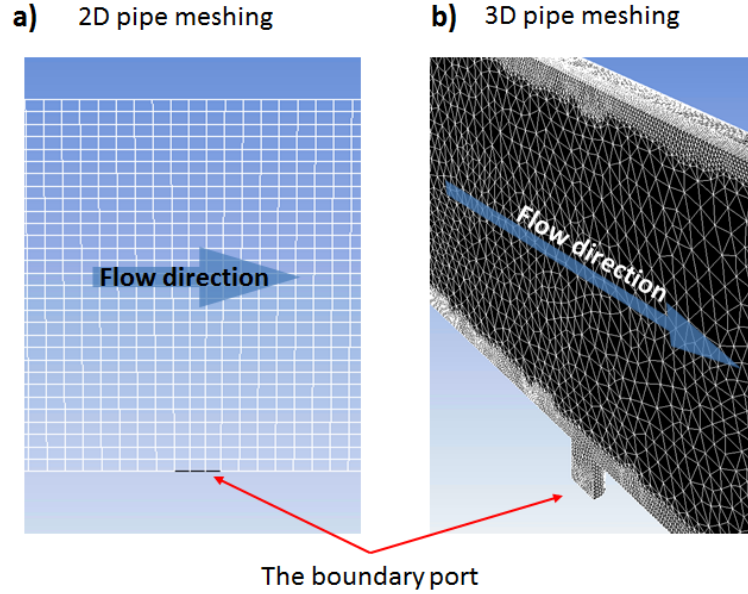 a) 2D pipe meshing
b) 3D pipe meshing
Flow direction
Flow direction
The boundary port